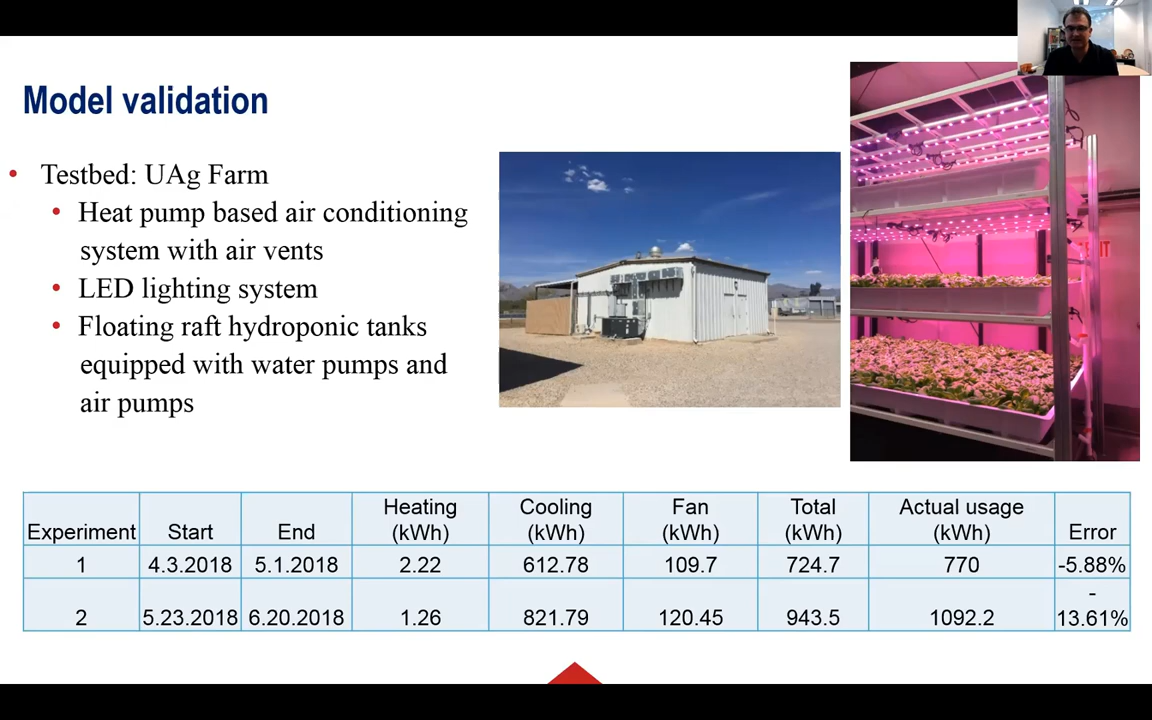 Model validation
• Testbed: UAg Farm
• Heat pump based air conditioning
system with air vents
• LED lighting system
• Floating raft hydroponic tanks
equipped with water pumps and
air pumps
EXIT
Experiment Start End Heating (kWh) Cooling (kWh) Fan (kWh) Total (kWh) Actual usage (kWh) Error
1 4.3.2018 5.1.2018 2.22 612.78 109.7 724.7 770 -5.88%
2 5.23.2018 6.20.2018 1.26 821.79 120.45 943.5 1092.2 -13.61%